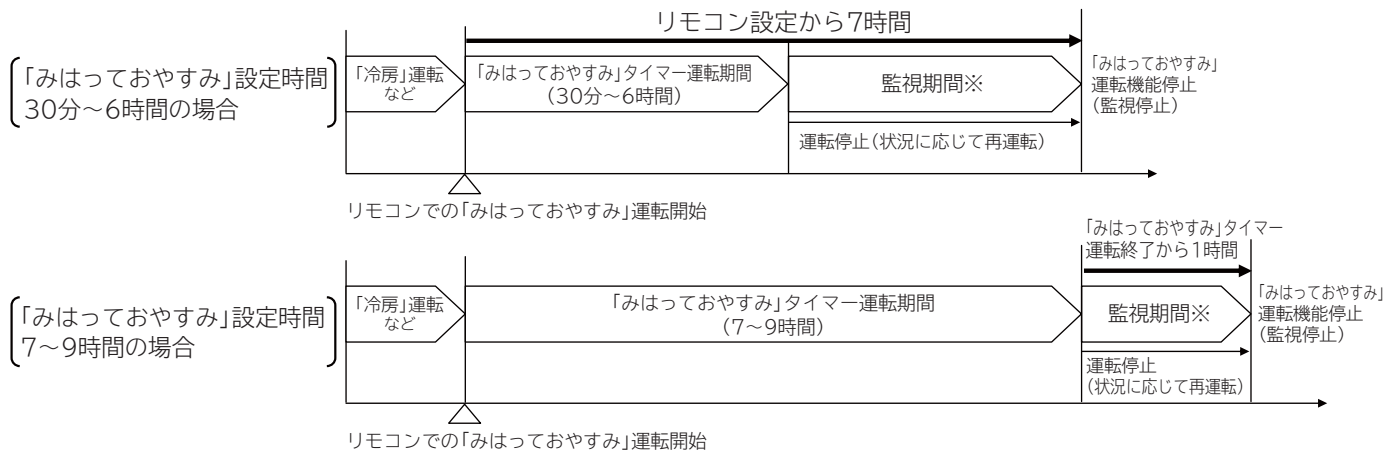 リモコン設定から7時間
「みはっておやすみ」設定時間
30分～6時間の場合
「冷房」運転
など
「みはっておやすみ」タイマー運転期間
(30分～6時間)
監視期間※
「みはっておやすみ」
運転機能停止
(監視停止)
運転停止(状況に応じて再運転)
リモコンでの「みはっておやすみ」運転開始
「みはっておやすみ」タイマー
運転終了から1時間
「みはっておやすみ」設定時間
7～9時間の場合
「冷房」運転
など
「みはっておやすみ」タイマー運転期間
(7～9時間)
監視期間※
「みはっておやすみ」
運転機能停止
(監視停止)
運転停止
(状況に応じて再運転)
リモコンでの「みはっておやすみ」運転開始